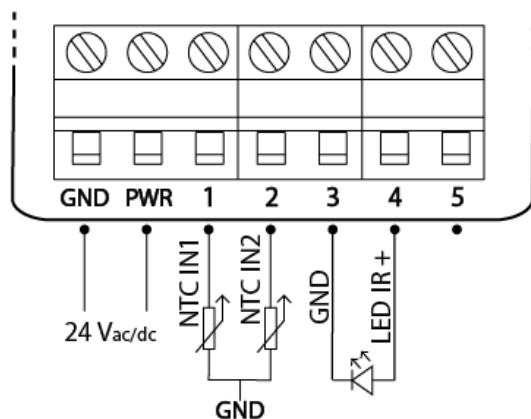 GND PWR 1 2 3 4 5
NTC IN1
NTC IN2
GND
LED IR +
24 Vac/dc
GND